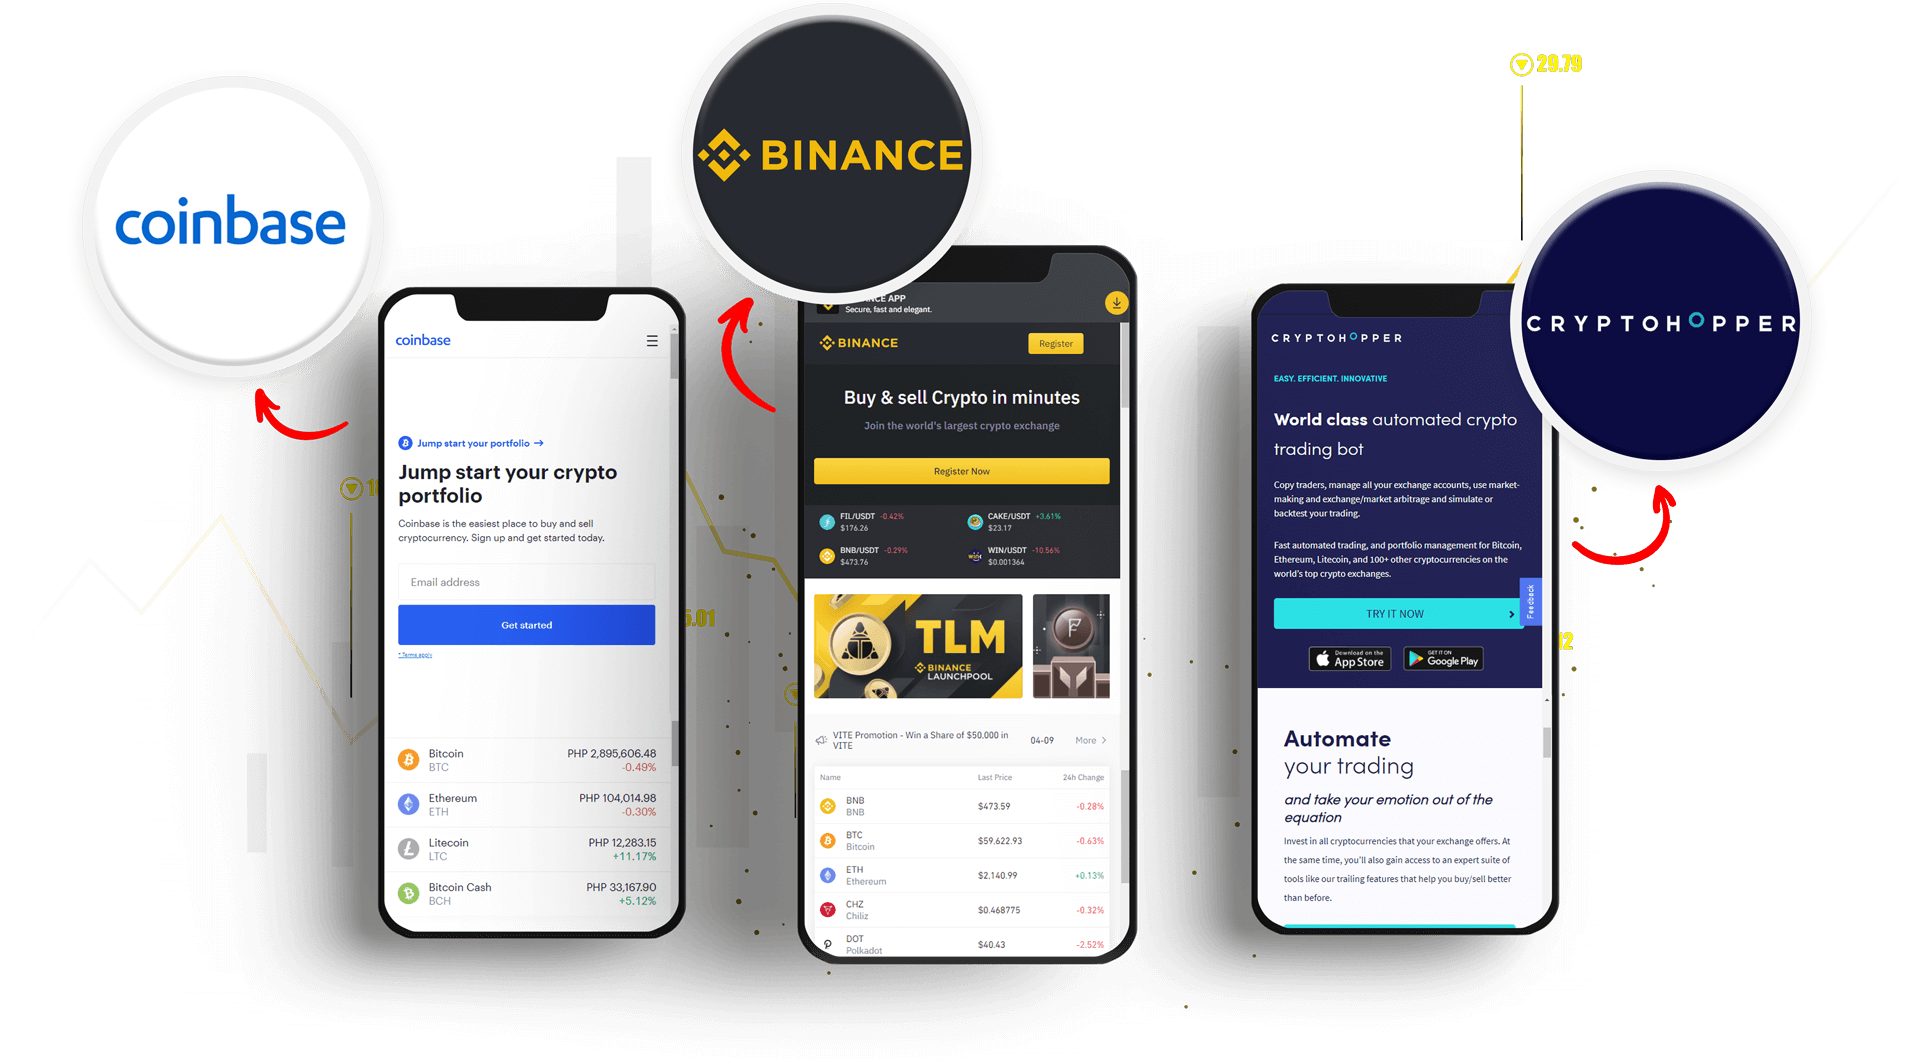 coinbase
BINANCE
29.79
CRYPTOHOPPER
coinbase
Jump start your portfolio
Jump start your crypto
portfolio
Coinbase is the easiest place to buy and sell
cryptocurrency. Sign up and get started today.
Email address
Get started
* Terms apply
Bitcoin PHP 2,895,606.48
BTC -0.49%
Ethereum PHP 104,014.98
ETH -0.30%
Litecoin PHP 12,283.15
LTC +11.17%
Bitcoin Cash PHP 33,167.90
BCH +5.12%
5.01
APP
Secure, fast and elegant.
BINANCE Register
Buy & sell Crypto in minutes
Join the world's largest crypto exchange
Register Now
FIL/USDT -0.42% CAKE/USDT +3.61%
$176.26 $23.17
BNB/USDT -0.29% WIN/USDT -10.56%
$473.76 $0.001364
TLM
BINANCE
LAUNCHPOOL
VITE Promotion - Win a Share of $50,000 in
VITE 04-09 More
Name Last Price 24h Change
BNB $473.59 -0.28%
BNB
BTC $59,622.93 -0.63%
Bitcoin
ETH $2,140.99 +0.13%
Ethereum
CHZ $0.468775 -0.32%
Chiliz
DOT $40.43 -2.52%
Polkadot
CRYPTOHOPPER
EASY. EFFICIENT. INNOVATIVE
World class automated crypto
trading bot
Copy traders, manage all your exchange accounts, use market-
making and exchange/market arbitrage and simulate or
backtest your trading.
Fast automated trading, and portfolio management for Bitcoin,
Ethereum, Litecoin, and 100+ other cryptocurrencies on the
world's top crypto exchanges.
Feedback
TRY IT NOW
Download on the
App Store
GET IT ON
Google Play
Automate
your trading
and take your emotion out of the
equation
Invest in all cryptocurrencies that your exchange offers. At
the same time, you'll also gain access to an expert suite of
tools like our trailing features that help you buy/sell better
than before.